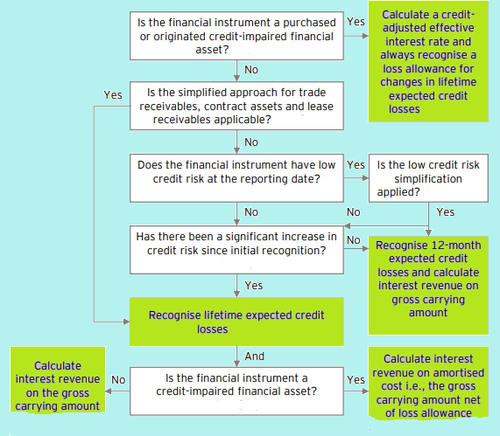 Is the financial instrument a purchased
or originated credit-impaired financial
asset?
Yes
Calculate a credit-
adjusted effective
interest rate and
always recognise a
loss allowance for
changes in lifetime
expected credit
losses
No
Yes
Is the simplified approach for trade
receivables, contract assets and lease
receivables applicable?
No
Does the financial instrument have low
credit risk at the reporting date?
Yes
Is the low credit risk
simplification
applied?
No
No
Yes
Has there been a significant increase in
credit risk since initial recognition?
No
Recognise 12-month
expected credit
losses and calculate
interest revenue on
gross carrying
amount
Yes
Recognise lifetime expected credit
losses
And
Calculate
interest revenue
on the gross
carrying amount
No
Is the financial instrument a
credit-impaired financial asset?
Yes
Calculate interest
revenue on amortised
cost i.e., the gross
carrying amount net
of loss allowance